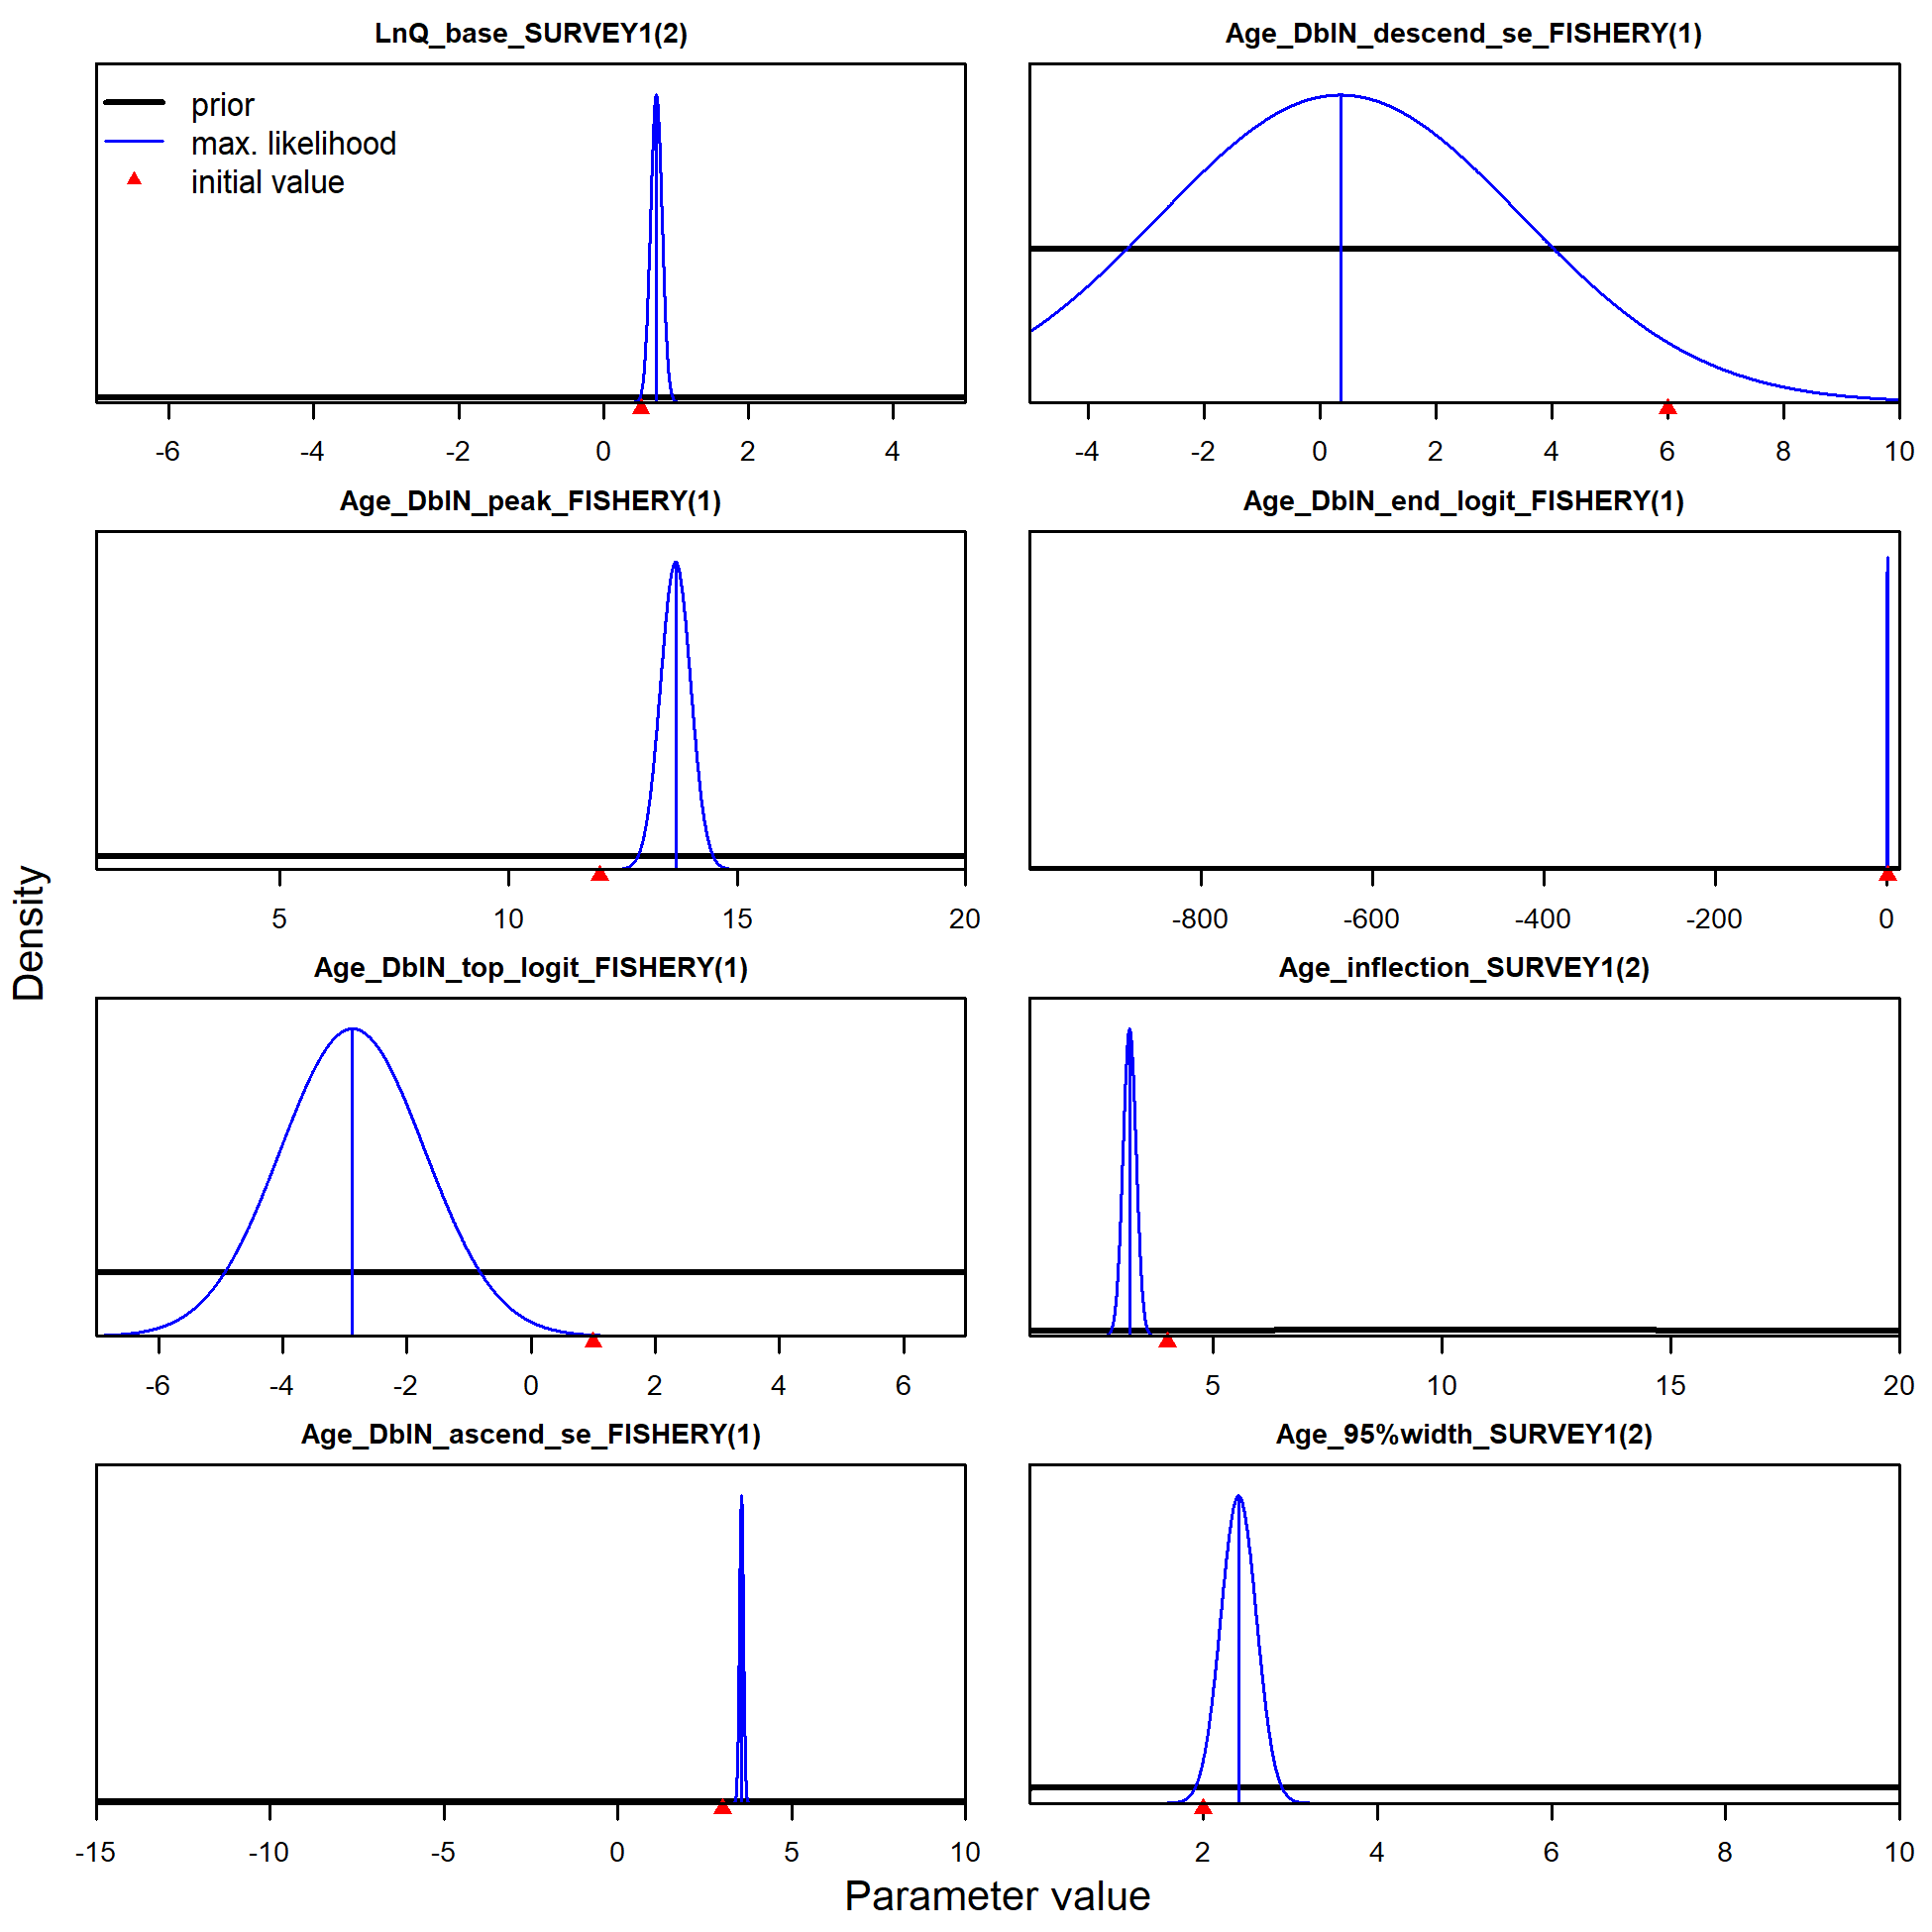 LnQ_base_SURVEY1(2)
prior
max. likelihood
initial value
-6 -4 -2 0 2 4
Age_DblN_descend_se_FISHERY(1)
-4 -2 0 2 4 6 8 10
Age_DblN_peak_FISHERY(1)
5 10 15 20
Age_DblN_end_logit_FISHERY(1)
-800 -600 -400 -200 0
Age_DblN_top_logit_FISHERY(1)
-6 -4 -2 0 2 4 6
Age_inflection_SURVEY1(2)
5 10 15 20
Age_DblN_ascend_se_FISHERY(1)
-15 -10 -5 0 5 10
Age_95%width_SURVEY1(2)
2 4 6 8 10
Density
Parameter value